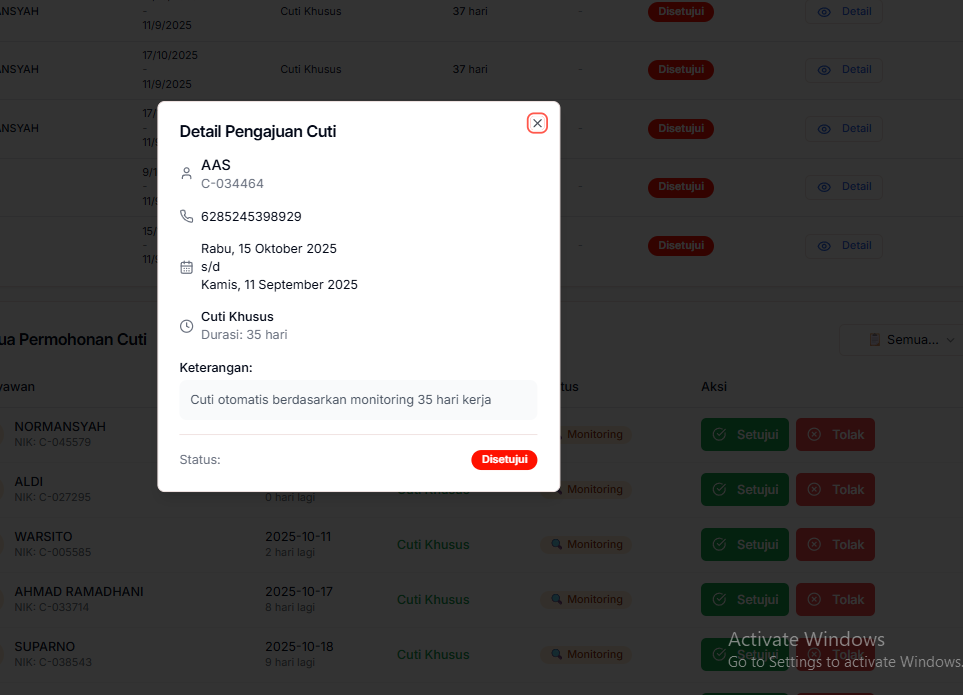 ANSYAH
-
11/9/2025
Cuti Khusus
37 hari
-
Disetujui
Detail
ANSYAH
17/10/2025
-
11/9/2025
Cuti Khusus
37 hari
-
Disetujui
Detail
ANSYAH
17/
-
11/9
-
Disetujui
Detail
9/1
-
11/9
-
Disetujui
Detail
15/
-
11/9
-
Disetujui
Detail
Detail Pengajuan Cuti
AAS
C-034464
6285245398929
Rabu, 15 Oktober 2025
s/d
Kamis, 11 September 2025
Cuti Khusus
Durasi: 35 hari
Keterangan:
Cuti otomatis berdasarkan monitoring 35 hari kerja
Status:
Disetujui
ua Permohonan Cuti
Semua...
yawan
tus
Aksi
NORMANSYAH
NIK: C-045579
Monitoring
Setujui
Tolak
ALDI
NIK: C-027295
0 hari lagi
Cuti Khusus
Monitoring
Setujui
Tolak
WARSITO
NIK: C-005585
2025-10-11
2 hari lagi
Cuti Khusus
Monitoring
Setujui
Tolak
AHMAD RAMADHANI
NIK: C-033714
2025-10-17
8 hari lagi
Cuti Khusus
Monitoring
Setujui
Tolak
SUPARNO
NIK: C-038543
2025-10-18
9 hari lagi
Cuti Khusus
Monitoring
Setujui
Tolak
Activate Windows
Go to Settings to activate Windows.